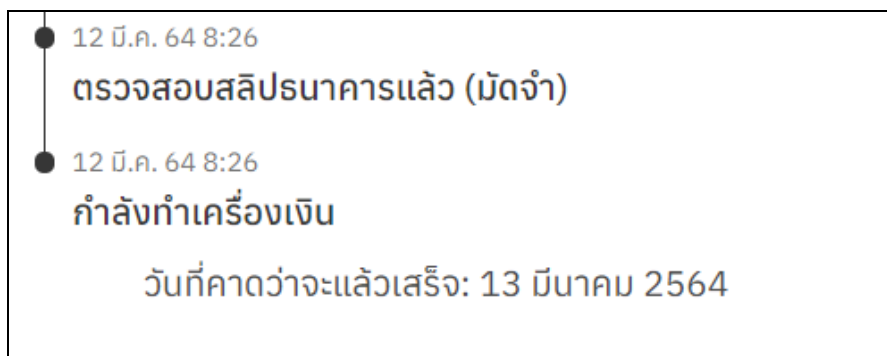 12 มี.ค. 64 8:26
ตรวจสอบสลิปธนาคารแล้ว (มัดจำ)
12 มี.ค. 64 8:26
กำลังทำเครื่องเงิน
วันที่คาดว่าจะแล้วเสร็จ: 13 มีนาคม 2564